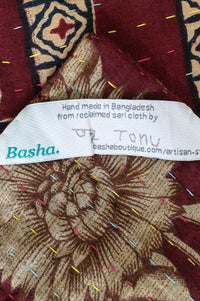 Hand made in Bangladesh
from reclaimed sari cloth by
Basha.
bashaboutique.com/artisan-s